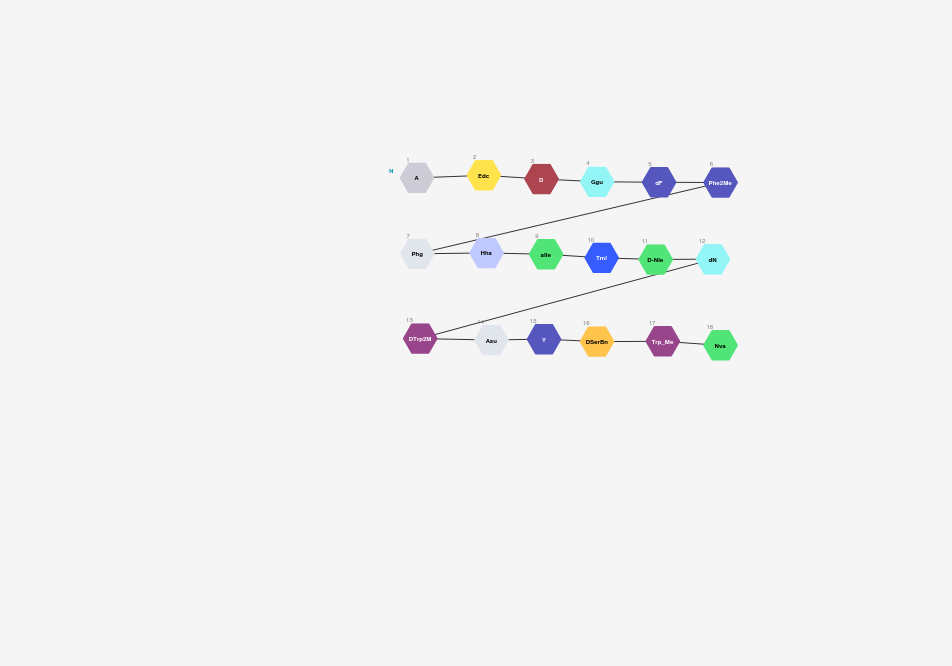 1 2 3 4 5 6
N A Edc D Ggu dF Phe2Me
7 8 9 10 11 12
Phg Hhs aIle Tml D-Nle dN
13 14 15 16 17 18
DTrp2M Asu Y DSerBn Trp_Me Nva